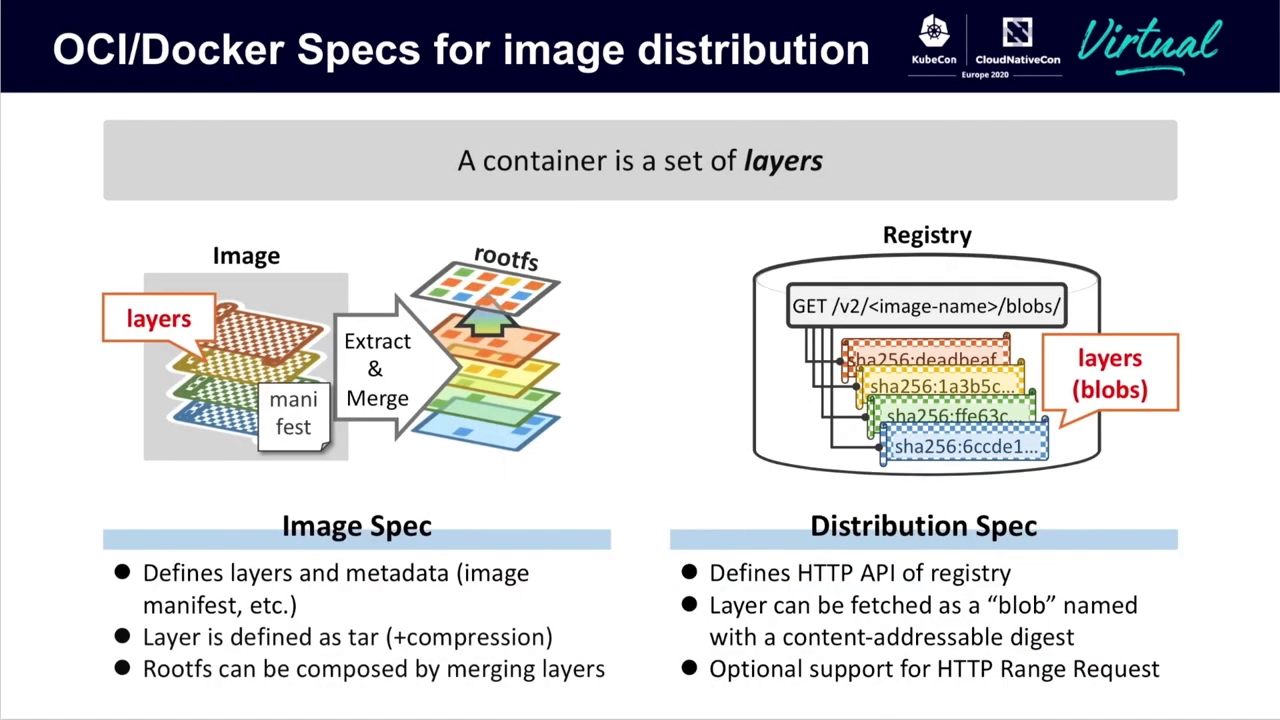 OCI/Docker Specs for image distribution
KubeCon
CloudNativeCon
Europe 2020
Virtual
A container is a set of layers
Image
layers
mani
fest
Extract
&
Merge
rootfs
Registry
GET /v2/<image-name>/blobs/
sha256:deadbeaf
sha256:1a3b5c...
sha256:ffe63c
sha256:6ccde1...
layers
(blobs)
Image Spec
● Defines layers and metadata (image
manifest, etc.)
● Layer is defined as tar (+compression)
● Rootfs can be composed by merging layers
Distribution Spec
● Defines HTTP API of registry
● Layer can be fetched as a “blob” named
with a content-addressable digest
● Optional support for HTTP Range Request